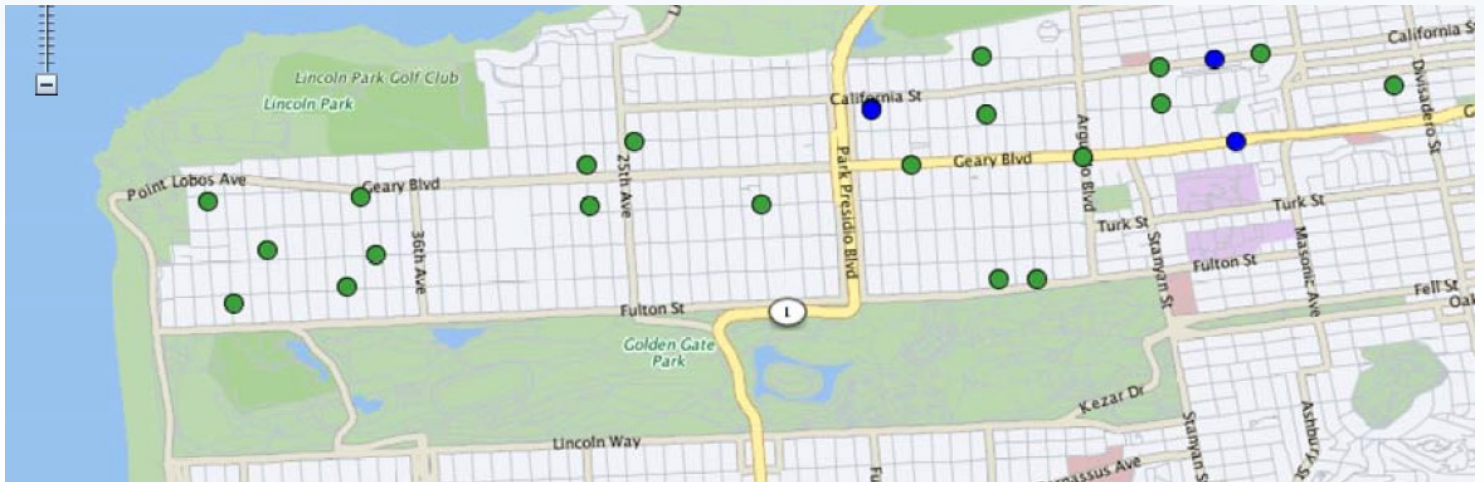 California St
Lincoln Park Golf Club
Lincoln Park
California St
Divisadero St
Arguello Blvd
Geary Blvd
Park Presidio Blvd
25th Ave
Point Lobos Ave
Geary Blvd
Turk St
Turk St
36th Ave
Stanyan St
Masonic Ave
Fulton St
Fell St
Fulton St
1
Golden Gate
Park
Kezar Dr
Lincoln Way
Stanyan St
Ashbury St